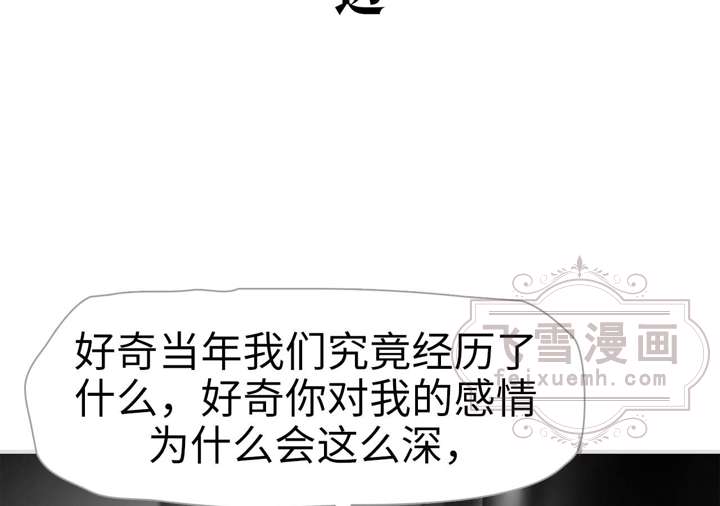 好奇当年我们究竟经历了
什么，好奇你对我的感情
为什么会这么深，
飞雪漫画
feixuemh.com